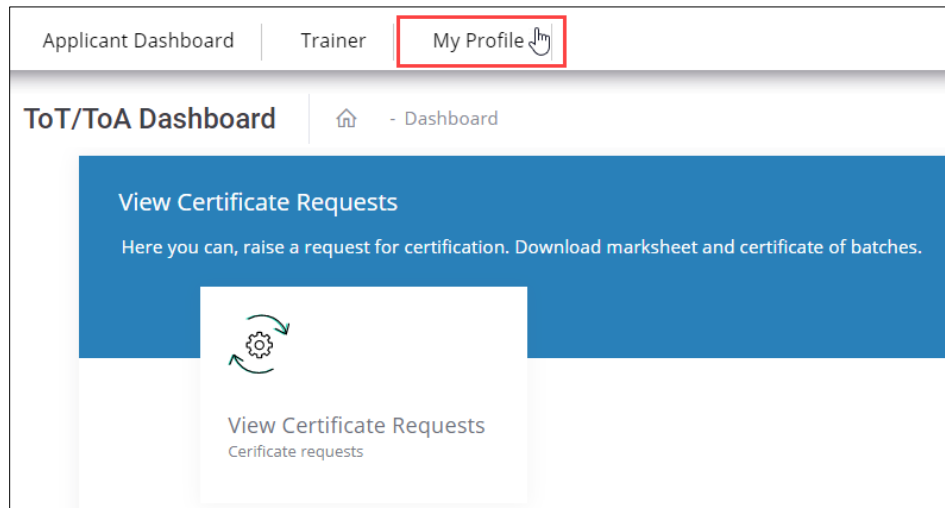 Applicant Dashboard Trainer My Profile
ToT/ToA Dashboard - Dashboard
View Certificate Requests
Here you can, raise a request for certification. Download marksheet and certificate of batches.
View Certificate Requests
Cerificate requests